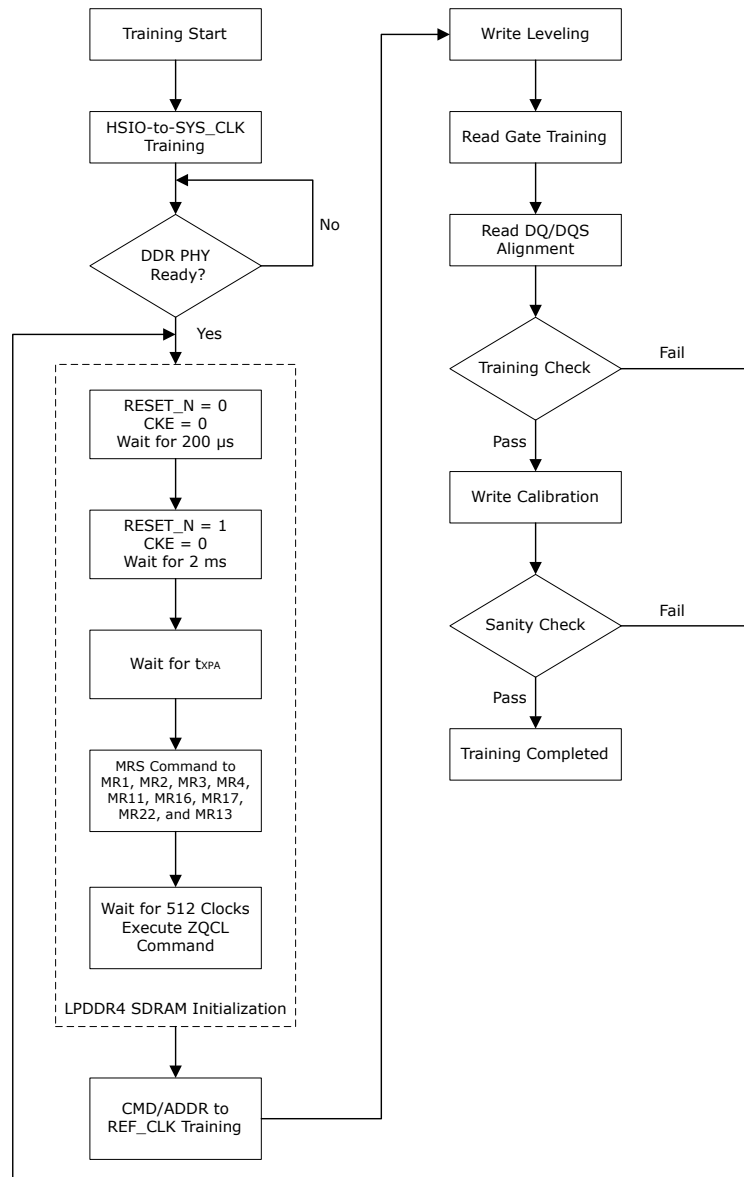 Training Start
HSIO-to-SYS_CLK
Training
No
DDR PHY
Ready?
Yes
RESET_N = 0
CKE = 0
Wait for 200 µs
RESET_N = 1
CKE = 0
Wait for 2 ms
Wait for tXPA
MRS Command to
MR1, MR2, MR3, MR4,
MR11, MR16, MR17,
MR22, and MR13
Wait for 512 Clocks
Execute ZQCL
Command
LPDDR4 SDRAM Initialization
CMD/ADDR to
REF_CLK Training
Write Leveling
Read Gate Training
Read DQ/DQS
Alignment
Training Check
Fail
Pass
Write Calibration
Sanity Check
Fail
Pass
Training Completed